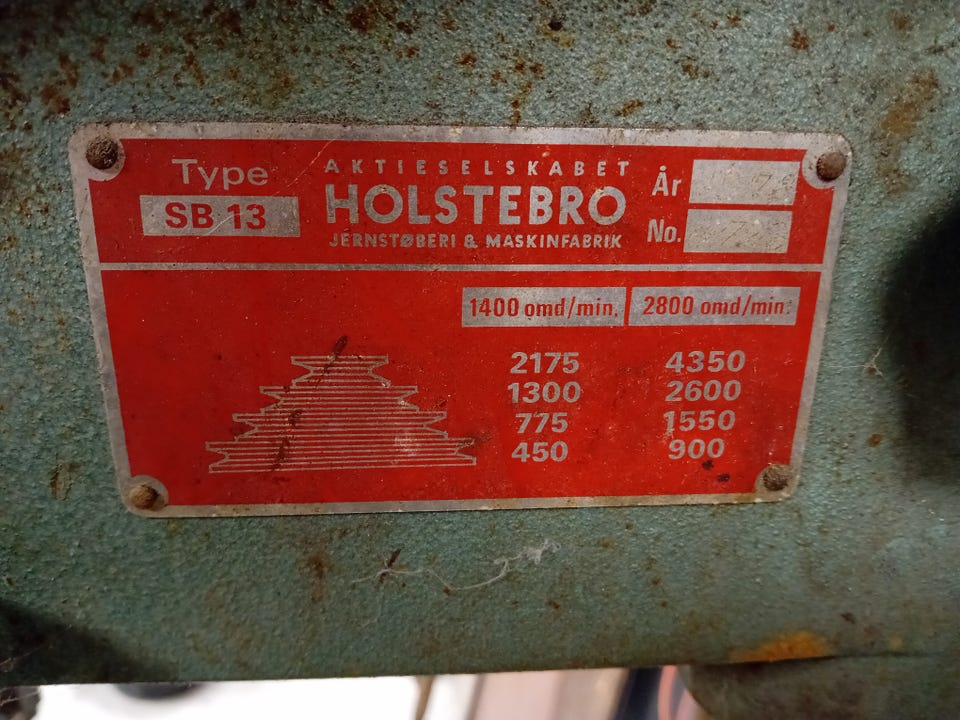 Type
SB 13
AKTIESELSKABET
HOLSTEBRO
JERNSTØBERI & MASKINFABRIK
År
No.
1400 omd/min. 2800 omd/min.
2175 4350
1300 2600
775 1550
450 900